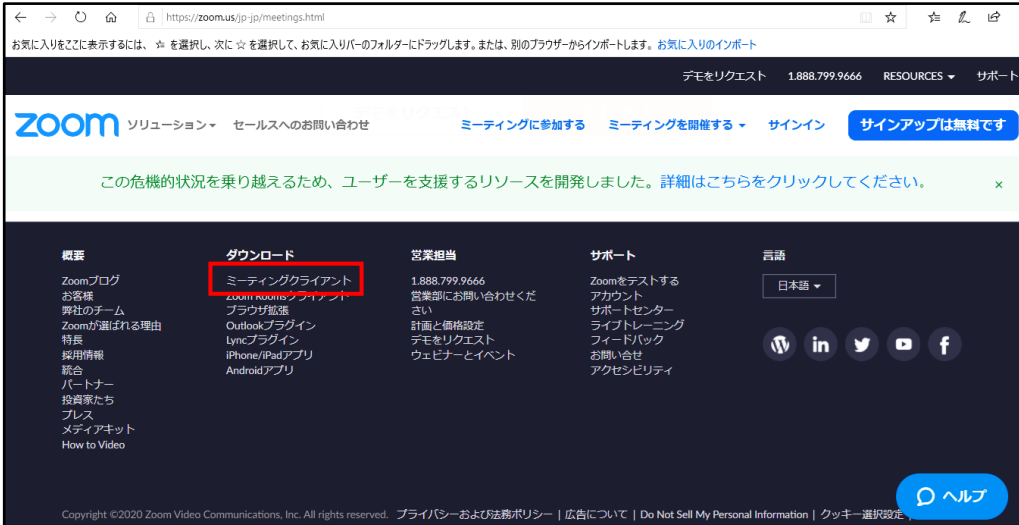 https://zoom.us/jp-jp/meetings.html
お気に入りをここに表示するには、 を選択し、次に ☆ を選択して、お気に入りバーのフォルダーにドラッグします。または、別のブラウザーからインポートします。 お気に入りのインポート
デモをリクエスト 1.888.799.9666 RESOURCES サポート
zoom ソリューション セールスへのお問い合わせ ミーティングに参加する ミーティングを開催する サインイン サインアップは無料です
この危機的状況を乗り越えるため、ユーザーを支援するリソースを開発しました。詳細はこちらをクリックしてください。 ×
概要
Zoomブログ
お客様
弊社のチーム
Zoomが選ばれる理由
特長
採用情報
統合
パートナー
投資家たち
プレス
メディアキット
How to Video
ダウンロード
ミーティングクライアント
Zoom Roomsクライアント
ブラウザ拡張
Outlookプラグイン
Lyncプラグイン
iPhone/iPadアプリ
Androidアプリ
営業担当
1.888.799.9666
営業部にお問い合わせくだ
さい
計画と価格設定
デモをリクエスト
ウェビナーとイベント
サポート
Zoomをテストする
アカウント
サポートセンター
ライブトレーニング
フィードバック
お問い合せ
アクセシビリティ
言語
日本語
ヘルプ
Copyright ©2020 Zoom Video Communications, Inc. All rights reserved. プライバシーおよび法務ポリシー | 広告について | Do Not Sell My Personal Information | クッキー選択設定